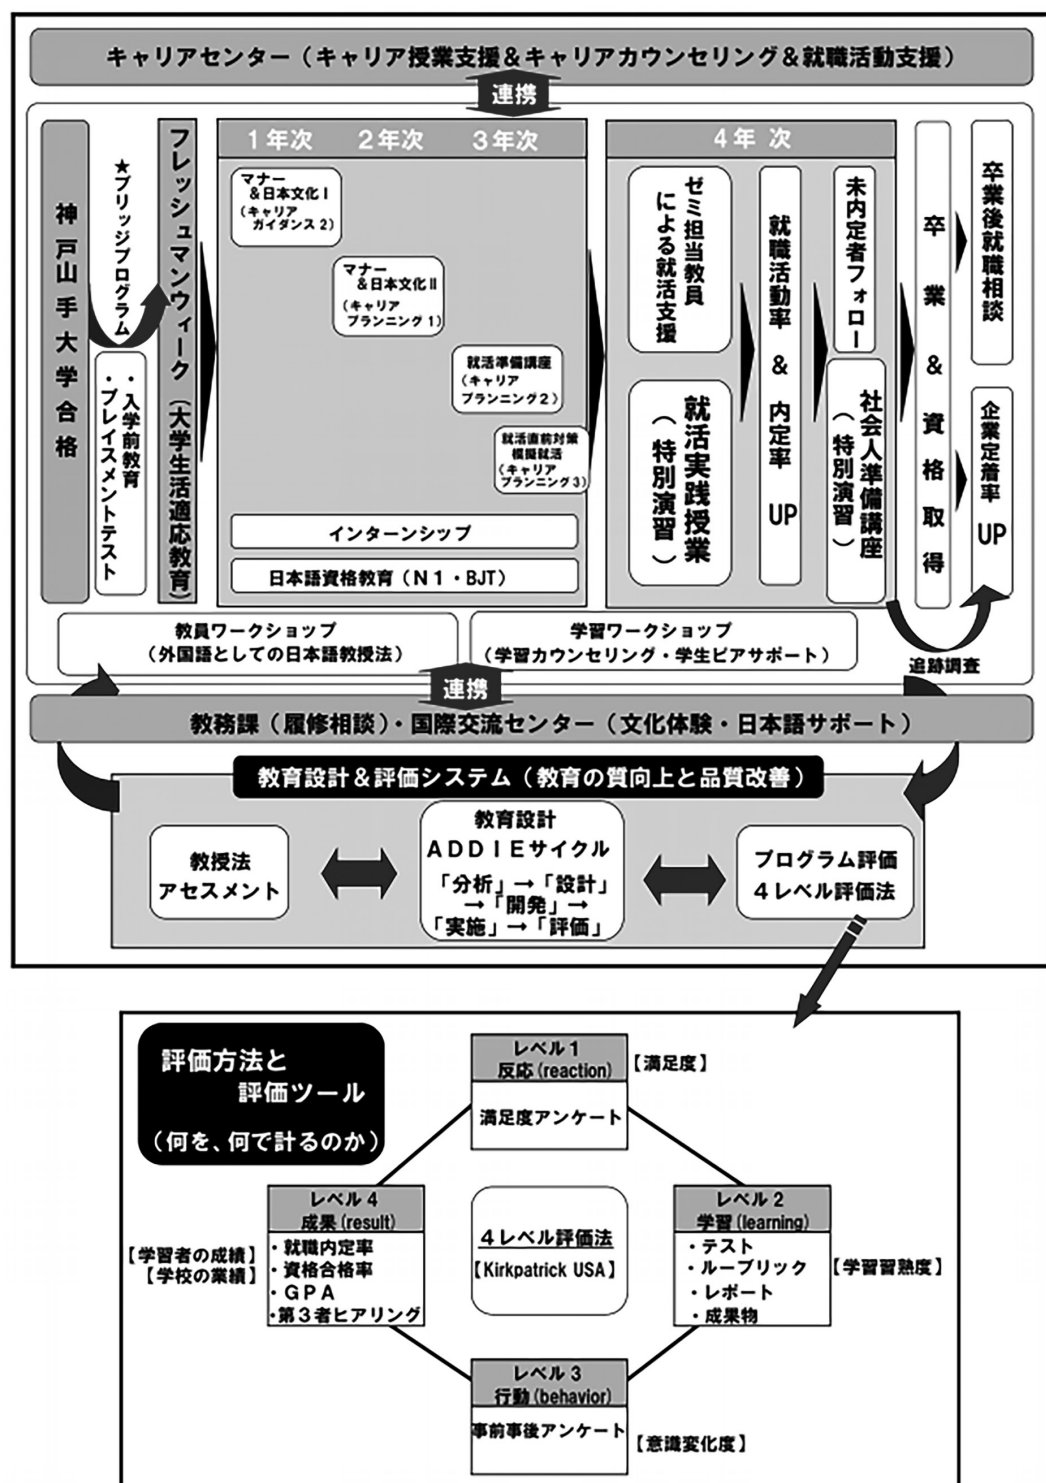 キャリアセンター（キャリア授業支援＆キャリアカウンセリング＆就職活動支援）
連携
神戸山手大学合格
★ブリッジプログラム
・入学前教育
・プレイスメントテスト
フレッシュマンウィーク（大学生活適応教育）
1年次
2年次
3年次
マナー
＆日本文化Ⅰ
（キャリア
ガイダンス2）
マナー
＆日本文化Ⅱ
（キャリア
プランニング1）
就活準備講座
（キャリア
プランニング2）
就活直前対策
模擬就活
（キャリア
プランニング3）
インターンシップ
日本語資格教育（N1・BJT）
4年次
ゼミ担当教員
による就活支援
就活実践授業
（特別演習）
就職活動率＆内定率UP
未内定者フォロー
社会人準備講座
（特別演習）
卒業＆資格取得
卒業後就職相談
企業定着率UP
教員ワークショップ
（外国語としての日本語教授法）
学習ワークショップ
（学習カウンセリング・学生ピアサポート）
追跡調査
連携
教務課（履修相談）・国際交流センター（文化体験・日本語サポート）
教育設計＆評価システム（教育の質向上と品質改善）
教授法
アセスメント
教育設計
ADDIEサイクル
「分析」→「設計」
→「開発」→
「実施」→「評価」
プログラム評価
4レベル評価法
評価方法と
評価ツール
（何を、何で計るのか）
レベル1
反応(reaction)
【満足度】
満足度アンケート
レベル4
成果(result)
・就職内定率
・資格合格率
・GPA
・第3者ヒアリング
【学習者の成績】
【学校の業績】
4レベル評価法
【Kirkpatrick USA】
レベル2
学習(learning)
・テスト
・ルーブリック
・レポート
・成果物
【学習習熟度】
レベル3
行動(behavior)
事前事後アンケート
【意識変化度】